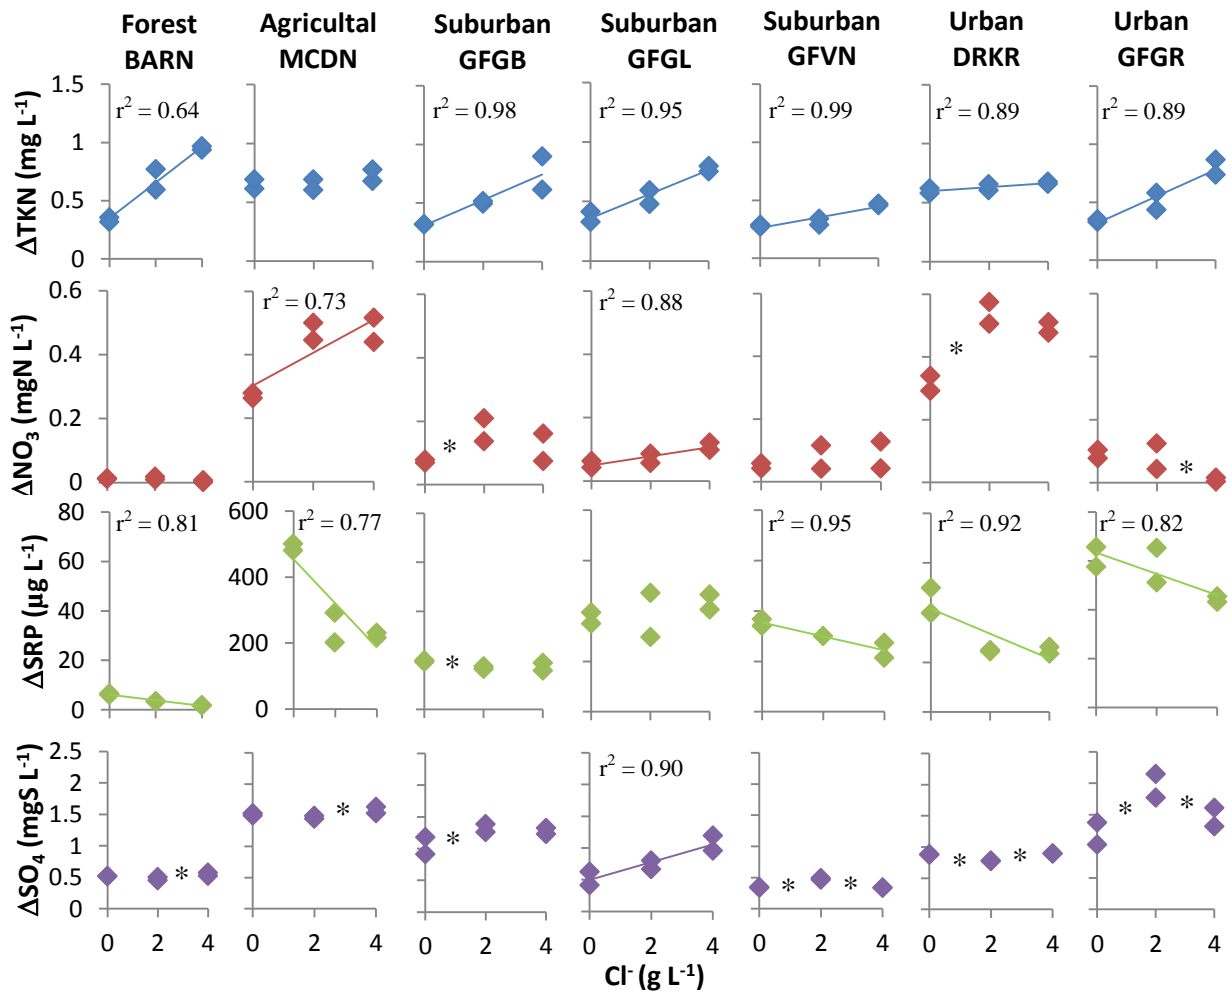 Forest Agricultal Suburban Suburban Suburban Urban Urban
BARN MCDN GFGB GFGL GFVN DRKR GFGR
ΔTKN (mg L⁻¹)
1.5
1
0.5
0
r² = 0.64
r² = 0.98
r² = 0.95
r² = 0.99
r² = 0.89
r² = 0.89
ΔNO₃ (mgN L⁻¹)
0.6
0.4
0.2
0
r² = 0.73
*
r² = 0.88
*
*
ΔSRP (µg L⁻¹)
80
60
40
20
0
r² = 0.81
600
400
200
0
r² = 0.77
*
r² = 0.95
r² = 0.92
r² = 0.82
ΔSO₄ (mgS L⁻¹)
2.5
2
1.5
1
0.5
0
*
*
*
r² = 0.90
* *
* *
* *
0 2 4 0 2 4 0 2 4 0 2 4 0 2 4 0 2 4 0 2 4
Cl⁻ (g L⁻¹)